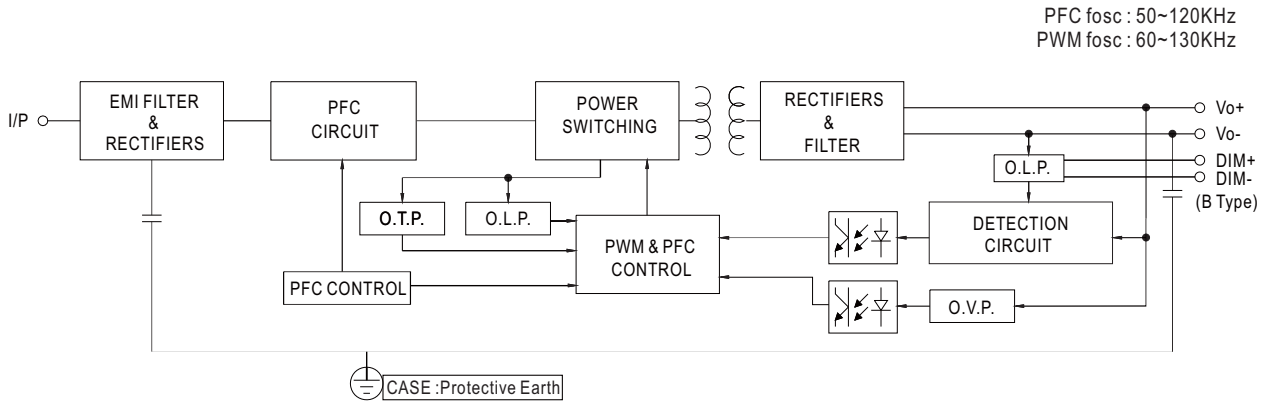 PFC fosc : 50~120KHz
PWM fosc : 60~130KHz
I/P
EMI FILTER
&
RECTIFIERS
PFC
CIRCUIT
POWER
SWITCHING
RECTIFIERS
&
FILTER
Vo+
Vo-
DIM+
DIM-
(B Type)
O.L.P.
O.T.P.
O.L.P.
PWM & PFC
CONTROL
DETECTION
CIRCUIT
PFC CONTROL
O.V.P.
CASE :Protective Earth